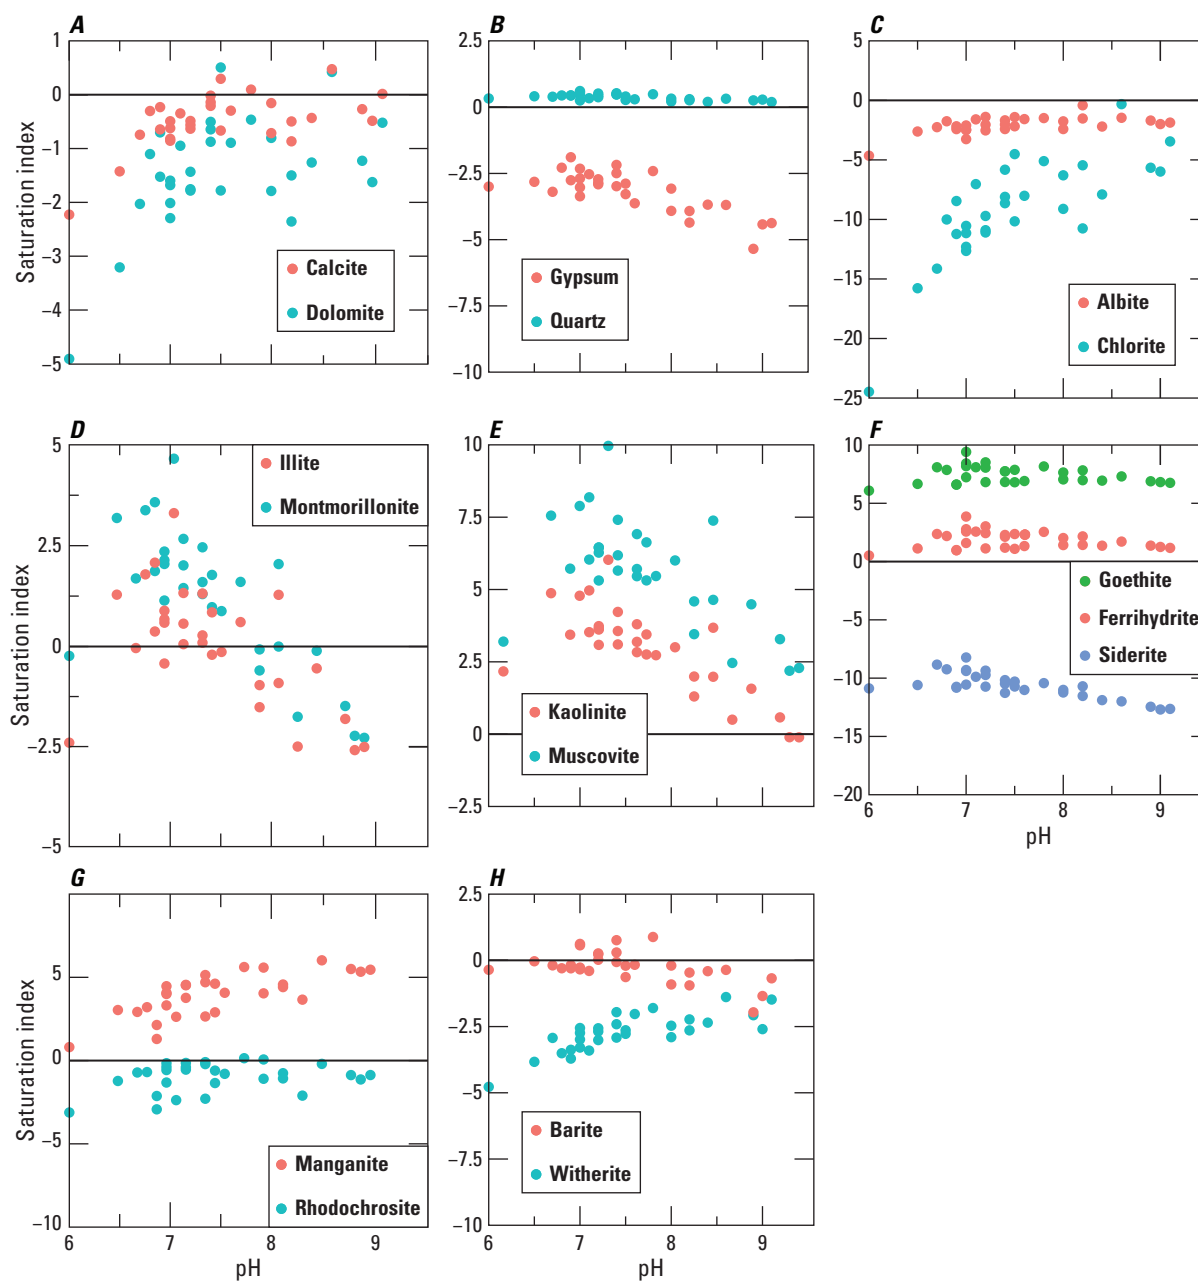 A
B
C
Saturation index
1
0
−1
−2
−3
−4
−5
Calcite
Dolomite
2.5
0
−2.5
−5
−7.5
−10
Gypsum
Quartz
5
0
−5
−10
−15
−20
−25
Albite
Chlorite
D
E
F
Saturation index
5
2.5
0
−2.5
−5
Illite
Montmorillonite
10
7.5
5
2.5
0
−2.5
Kaolinite
Muscovite
10
5
0
−5
−10
−15
−20
Goethite
Ferrihydrite
Siderite
6 7 8 9
pH
G
H
Saturation index
5
0
−5
−10
Manganite
Rhodochrosite
6 7 8 9
pH
2.5
0
−2.5
−5
−7.5
−10
Barite
Witherite
6 7 8 9
pH